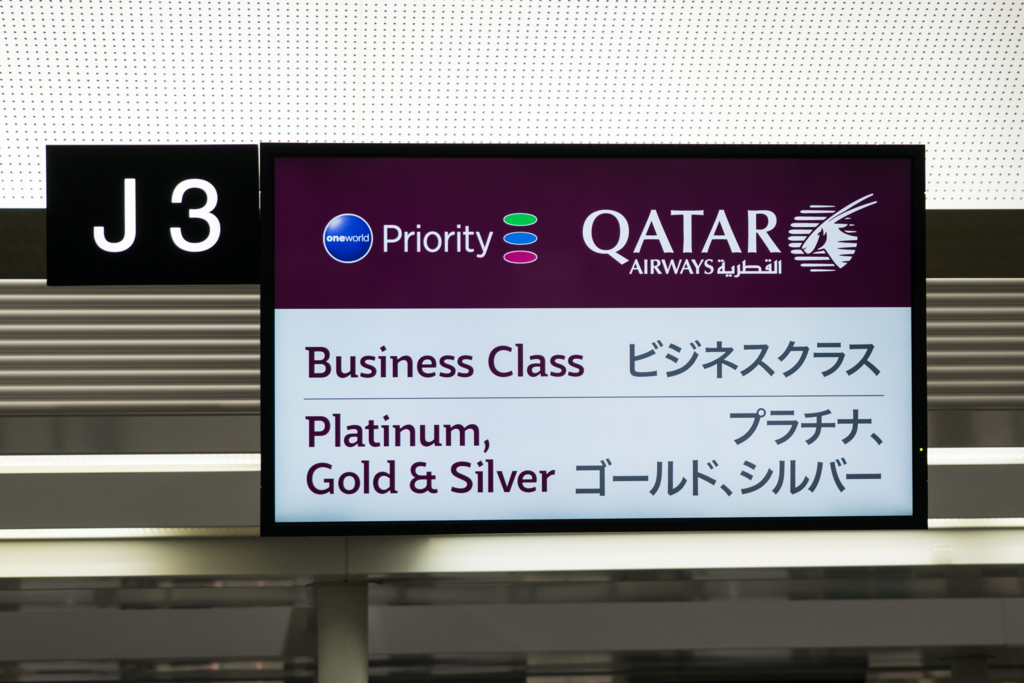 J 3
oneworld Priority
QATAR
AIRWAYS القطرية
Business Class ビジネスクラス
Platinum, プラチナ、
Gold & Silver ゴールド、シルバー